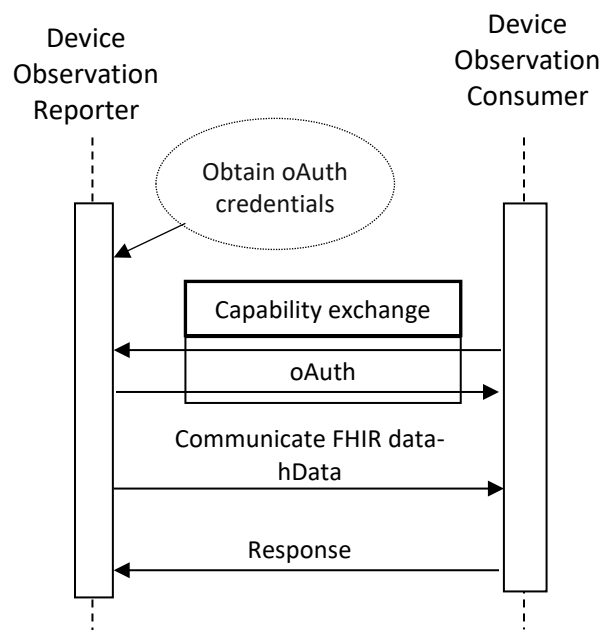 Device
Observation
Reporter
Device
Observation
Consumer
Obtain oAuth
credentials
Capability exchange
oAuth
Communicate FHIR data-
hData
Response